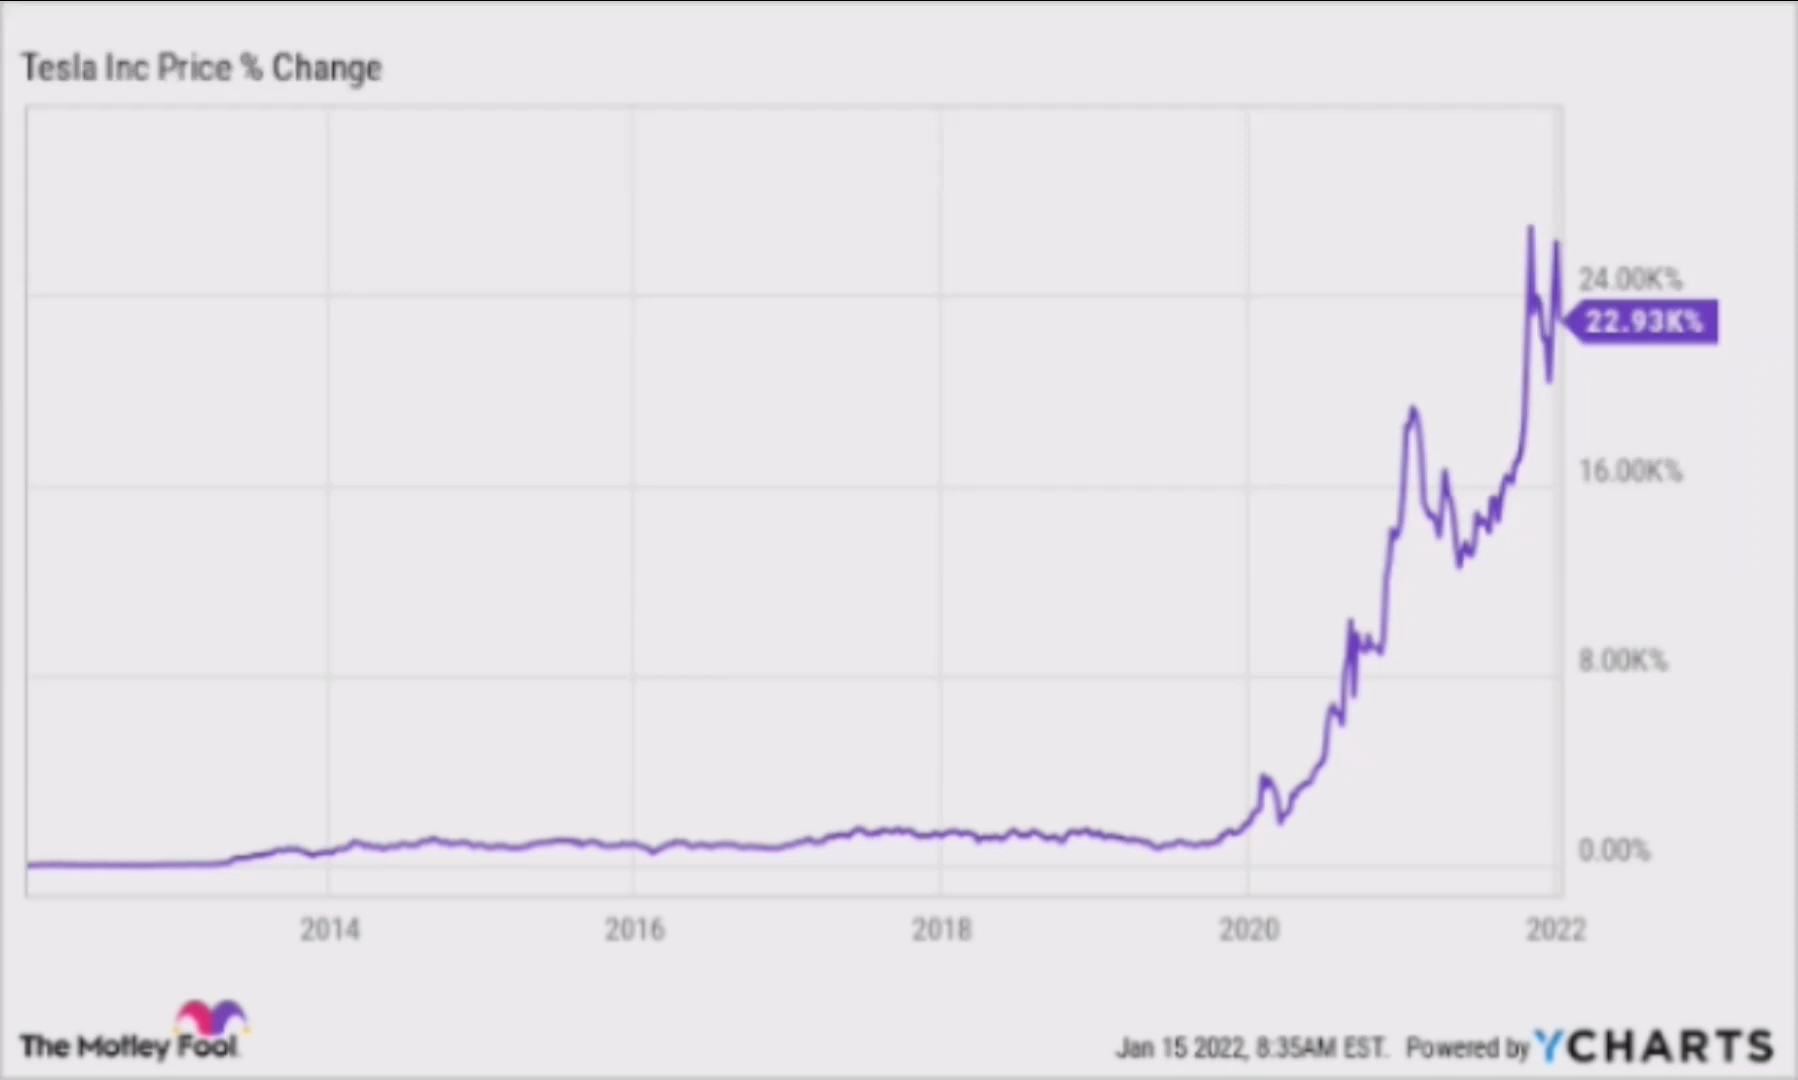 Tesla Inc Price % Change
24.00K%
22.93K%
16.00K%
8.00K%
0.00%
2014 2016 2018 2020 2022
The Motley Fool
Jan 15 2022, 8:35AM EST. Powered by YCHARTS